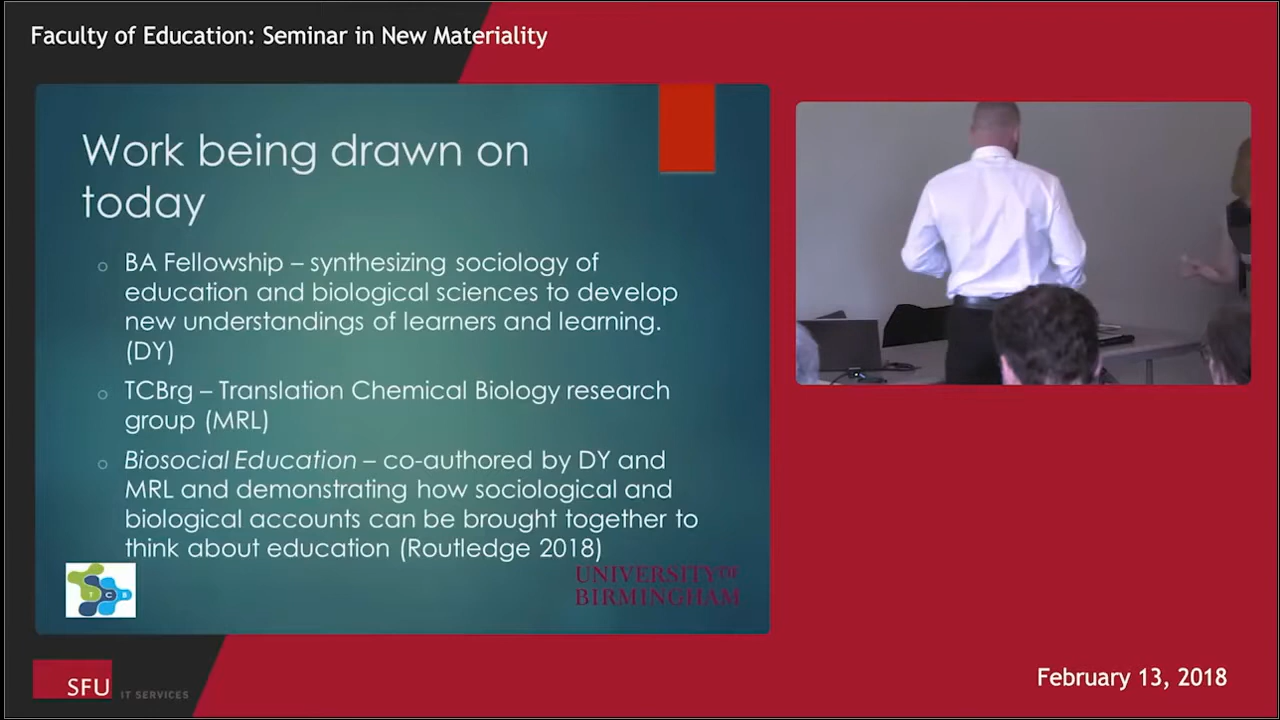 Faculty of Education: Seminar in New Materiality
Work being drawn on
today
BA Fellowship – synthesizing sociology of
education and biological sciences to develop
new understandings of learners and learning.
(DY)
TCBrg – Translation Chemical Biology research
group (MRL)
Biosocial Education – co-authored by DY and
MRL and demonstrating how sociological and
biological accounts can be brought together to
think about education (Routledge 2018)
TCB
UNIVERSITY OF
BIRMINGHAM
SFU IT SERVICES
February 13, 2018